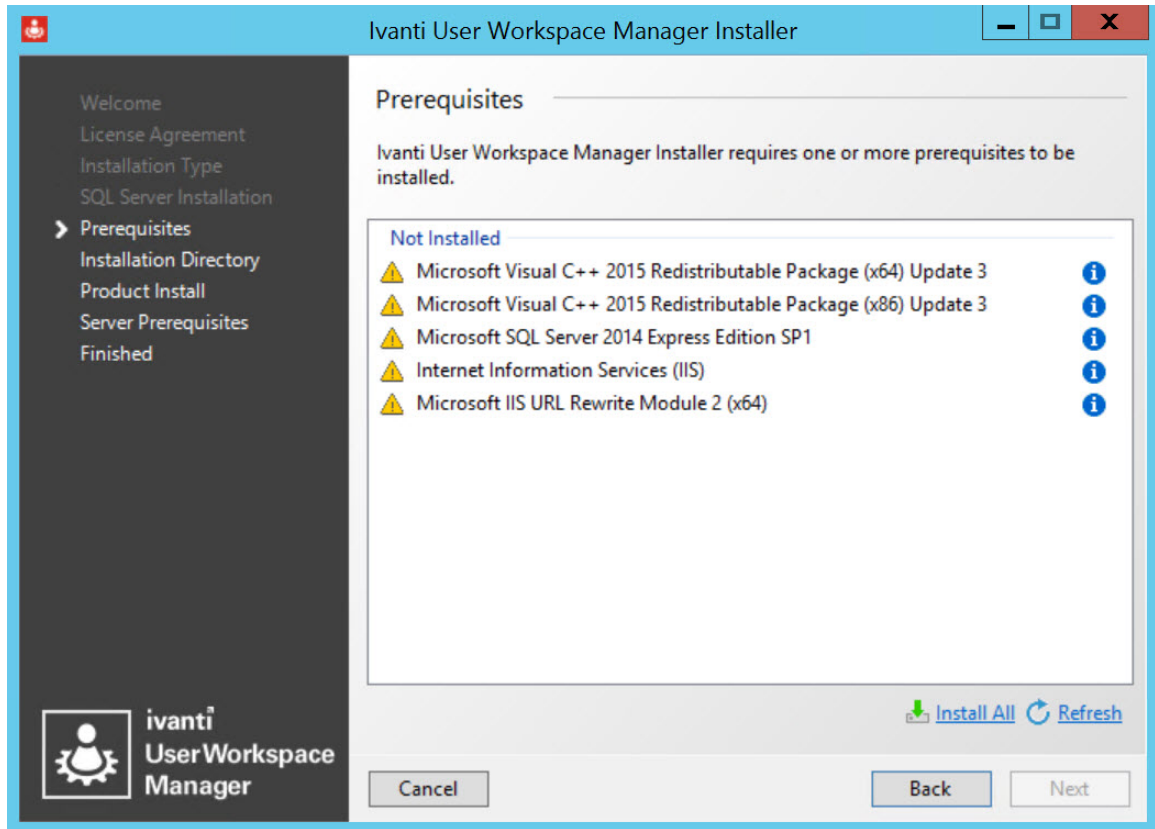 Ivanti User Workspace Manager Installer
Welcome
License Agreement
Installation Type
SQL Server Installation
Prerequisites
Installation Directory
Product Install
Server Prerequisites
Finished
Prerequisites
Ivanti User Workspace Manager Installer requires one or more prerequisites to be
installed.
Not Installed
Microsoft Visual C++ 2015 Redistributable Package (x64) Update 3
Microsoft Visual C++ 2015 Redistributable Package (x86) Update 3
Microsoft SQL Server 2014 Express Edition SP1
Internet Information Services (IIS)
Microsoft IIS URL Rewrite Module 2 (x64)
Install All Refresh
ivanti
User Workspace
Manager
Cancel Back Next